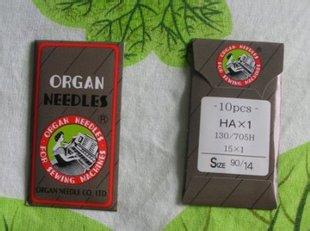 ORGAN
NEEDLES
®
ORGAN NEEDLES
FOR SEWING MACHINES
ORGAN NEEDLE CO. LTD
ORGAN NEEDLES
FOR SEWING MACHINES
10pcs
HA×1
130/705H
15×1
SIZE 90/14